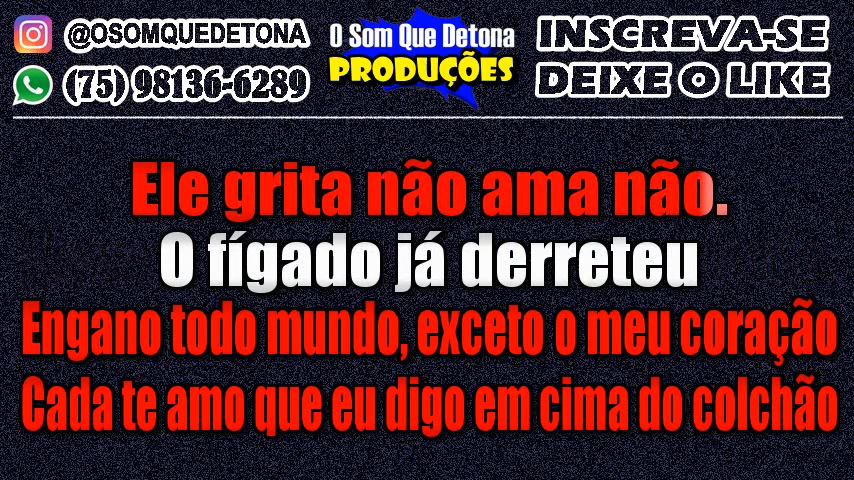 @OSOMQUEDETONA
(75) 98136-6289
O Som Que Detona
PRODUÇÕES
INSCREVA-SE
DEIXE O LIKE
Ele grita não ama não.
O fígado já derreteu
Engano todo mundo, exceto o meu coração
Cada te amo que eu digo em cima do colchão